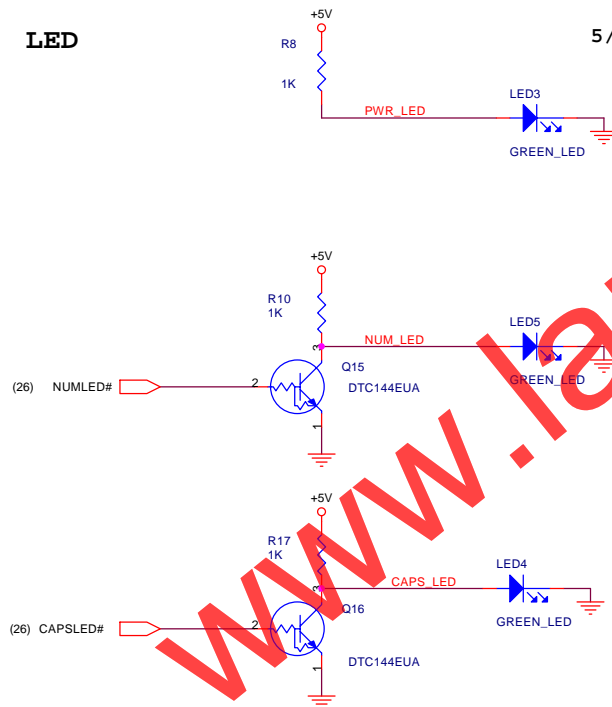 LED
5/
+5V
R8
1K
PWR_LED
LED3
GREEN_LED
+5V
R10
1K
3
NUM_LED
LED5
GREEN_LED
(26) NUMLED#
2
Q15
DTC144EUA
1
+5V
R17
1K
3
CAPS_LED
LED4
GREEN_LED
(26) CAPSLED#
2
Q16
DTC144EUA
1
www.la